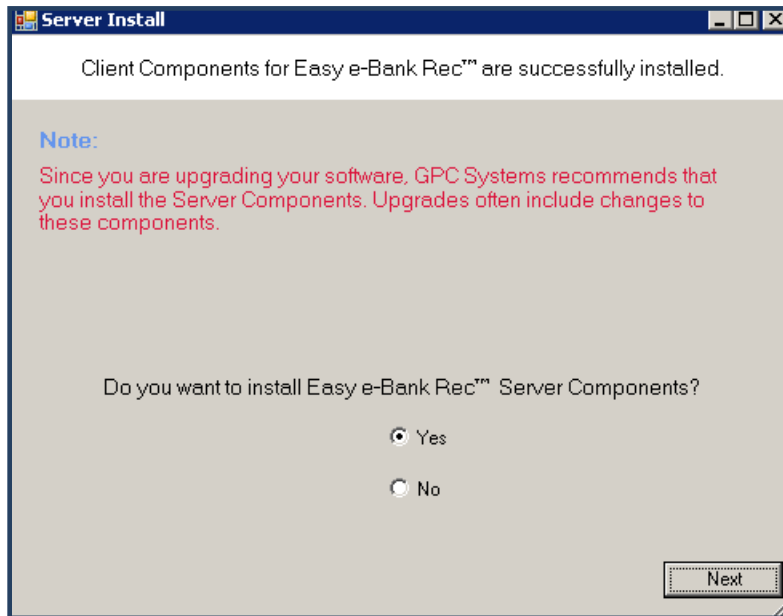 Server Install
Client Components for Easy e-Bank Rec™ are successfully installed.
Note:
Since you are upgrading your software, GPC Systems recommends that
you install the Server Components. Upgrades often include changes to
these components.
Do you want to install Easy e-Bank Rec™ Server Components?
Yes
No
Next